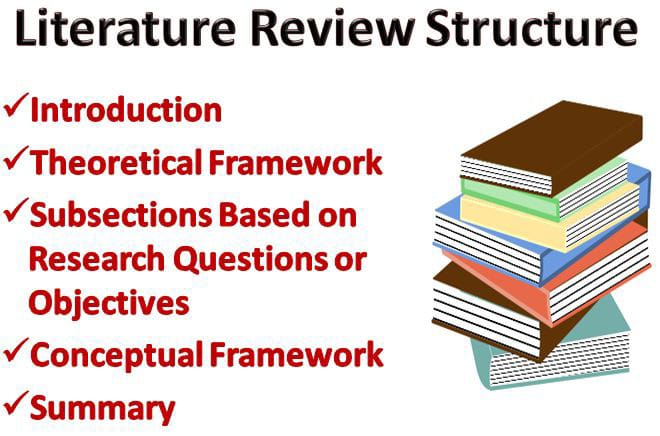 Literature Review Structure
✓Introduction
✓Theoretical Framework
✓Subsections Based on
Research Questions or
Objectives
✓Conceptual Framework
✓Summary